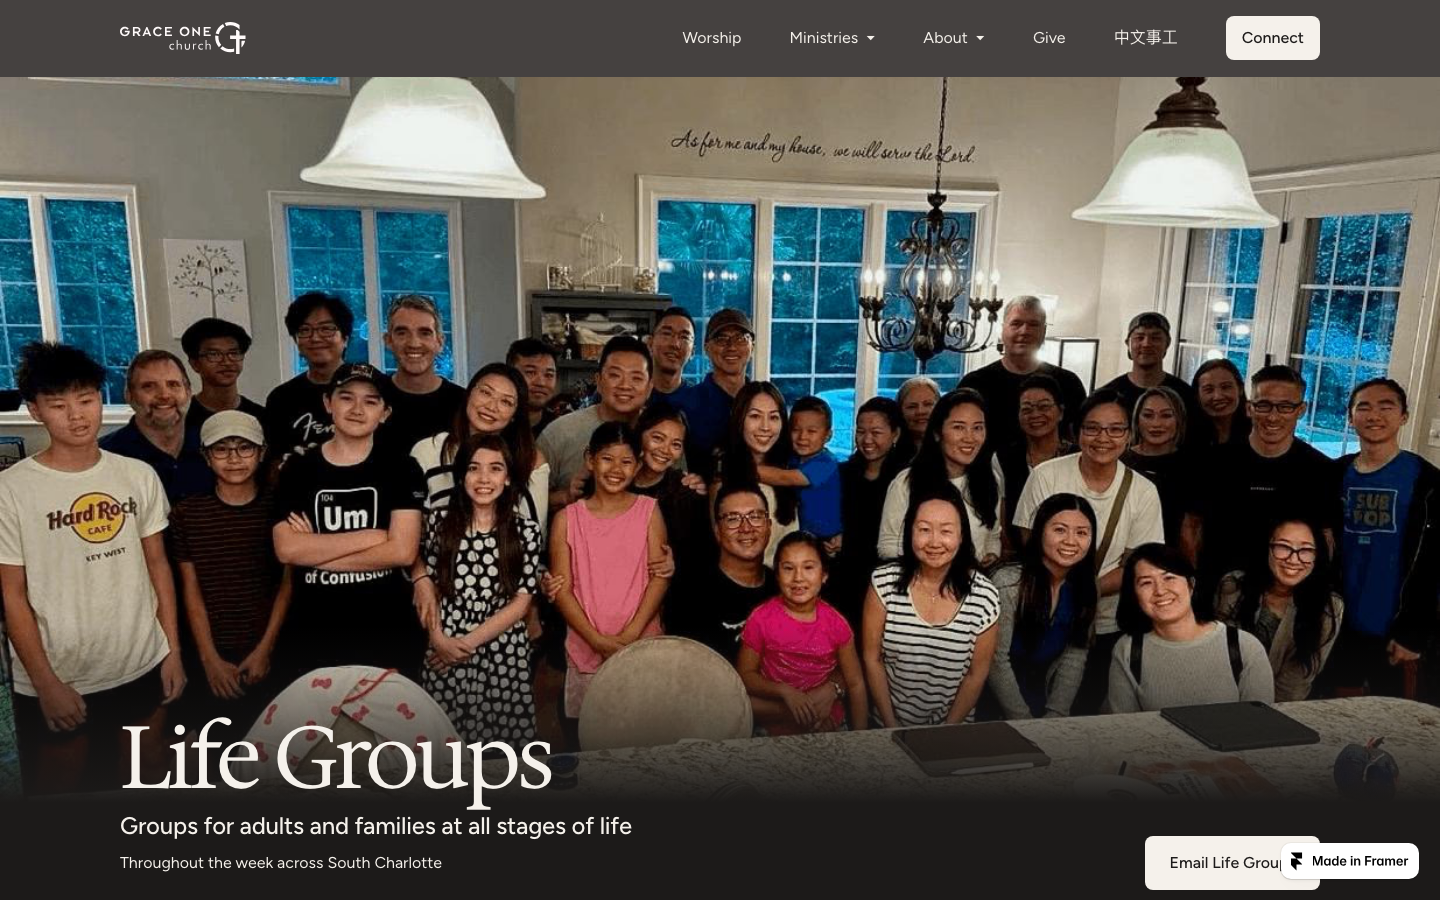 GRACE ONE
church
Worship
Ministries
About
Give
中文事工
Connect
As for me and my house, we will serve the Lord.
Hard Rock
CAFE
KEY WEST
104
Um
of Confusion
SUB
POP
Life Groups
Groups for adults and families at all stages of life
Throughout the week across South Charlotte
Email Life
Made in Framer